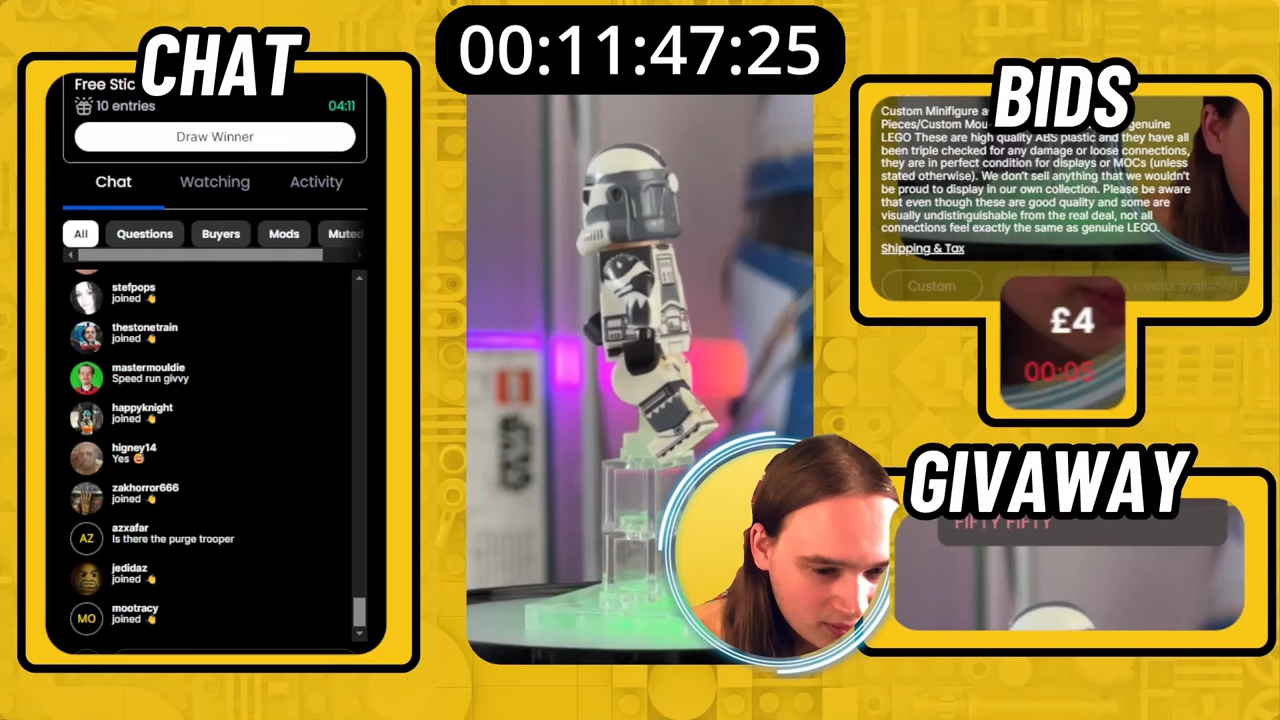 CHAT
Free Stic
10 entries
04:11
Draw Winner
Chat
Watching
Activity
All
Questions
Buyers
Mods
Muted
stefpops
joined 👋
thestonetrain
joined 👋
mastermouldie
Speed run givvy
happyknight
joined 👋
higney14
Yes 😅
zakhorror666
joined 👋
AZ
azxafar
Is there the purge trooper
jedidaz
joined 👋
MO
mootracy
joined 👋
00:11:47:25
BIDS
Custom Minifigure a
Pieces/Custom Mou genuine
LEGO These are high quality ABS plastic and they have all
been triple checked for any damage or loose connections,
they are in perfect condition for displays or MOCs (unless
stated otherwise). We don't sell anything that we wouldn't
be proud to display in our own collection. Please be aware
that even though these are good quality and some are
visually undistinguishable from the real deal, not all
connections feel exactly the same as genuine LEGO.
Shipping & Tax
Custom
credits available)
£4
00:05
GIVAWAY
FIFTY FIFTY